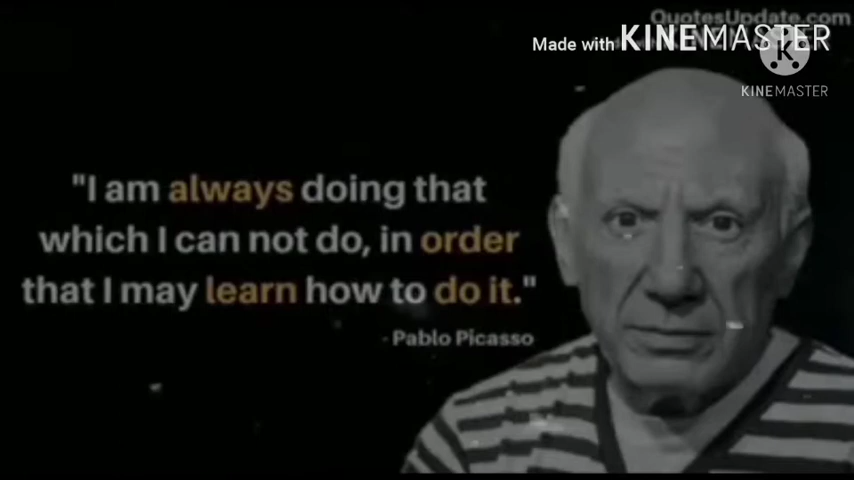 QuotesUpdate.com
Made with KINEMASTER
KINEMASTER
"I am always doing that
which I can not do, in order
that I may learn how to do it."
- Pablo Picasso